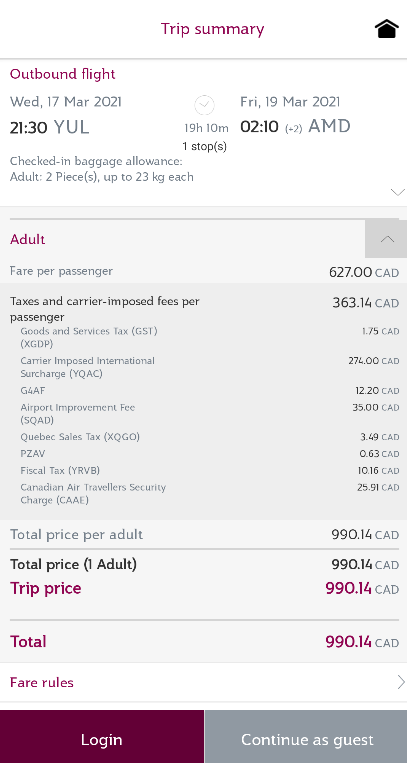 Trip summary
Outbound flight
Wed, 17 Mar 2021 Fri, 19 Mar 2021
21:30 YUL 19h 10m 02:10 (+2) AMD
1 stop(s)
Checked-in baggage allowance:
Adult: 2 Piece(s), up to 23 kg each
Adult
Fare per passenger 627.00 CAD
Taxes and carrier-imposed fees per 363.14 CAD
passenger
Goods and Services Tax (GST) 1.75 CAD
(XGDP)
Carrier Imposed International 274.00 CAD
Surcharge (YQAC)
G4AF 12.20 CAD
Airport Improvement Fee 35.00 CAD
(SQAD)
Quebec Sales Tax (XQGO) 3.49 CAD
PZAV 0.63 CAD
Fiscal Tax (YRVB) 10.16 CAD
Canadian Air Travellers Security 25.91 CAD
Charge (CAAE)
Total price per adult 990.14 CAD
Total price (1 Adult) 990.14 CAD
Trip price 990.14 CAD
Total 990.14 CAD
Fare rules
Login Continue as guest